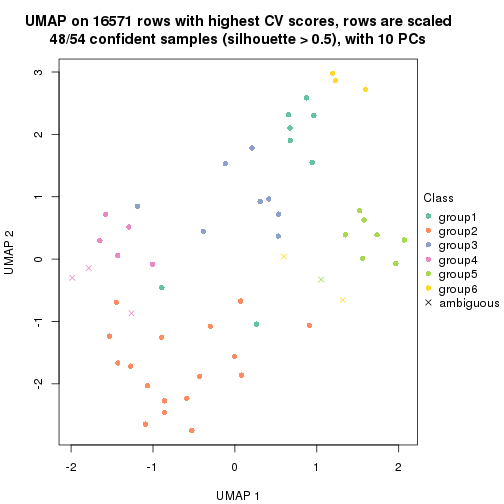 UMAP on 16571 rows with highest CV scores, rows are scaled
48/54 confident samples (silhouette > 0.5), with 10 PCs
3
2
1
0
-1
-2
UMAP 2
-2
-1
0
1
2
UMAP 1
Class
group1
group2
group3
group4
group5
group6
ambiguous